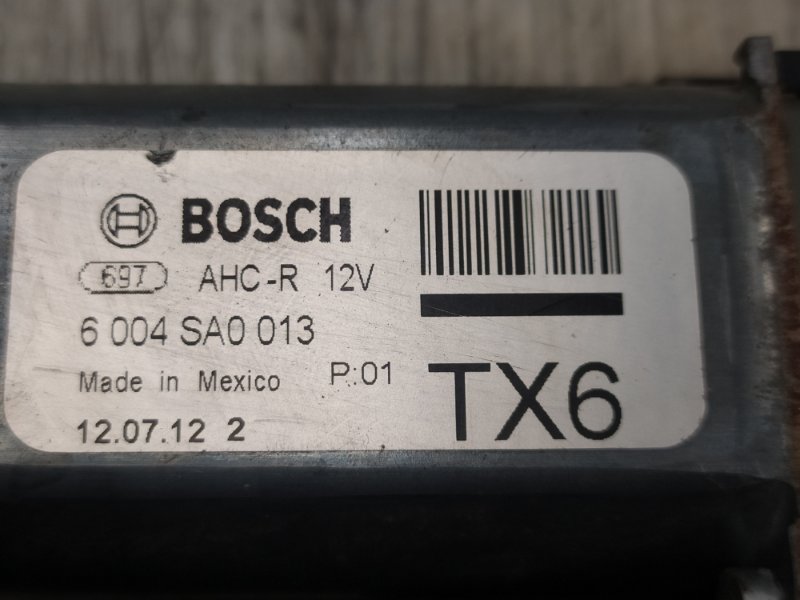 BOSCH
697 AHC-R 12V
6 004 SA0 013
Made in Mexico P:01
12.07.12 2
TX6